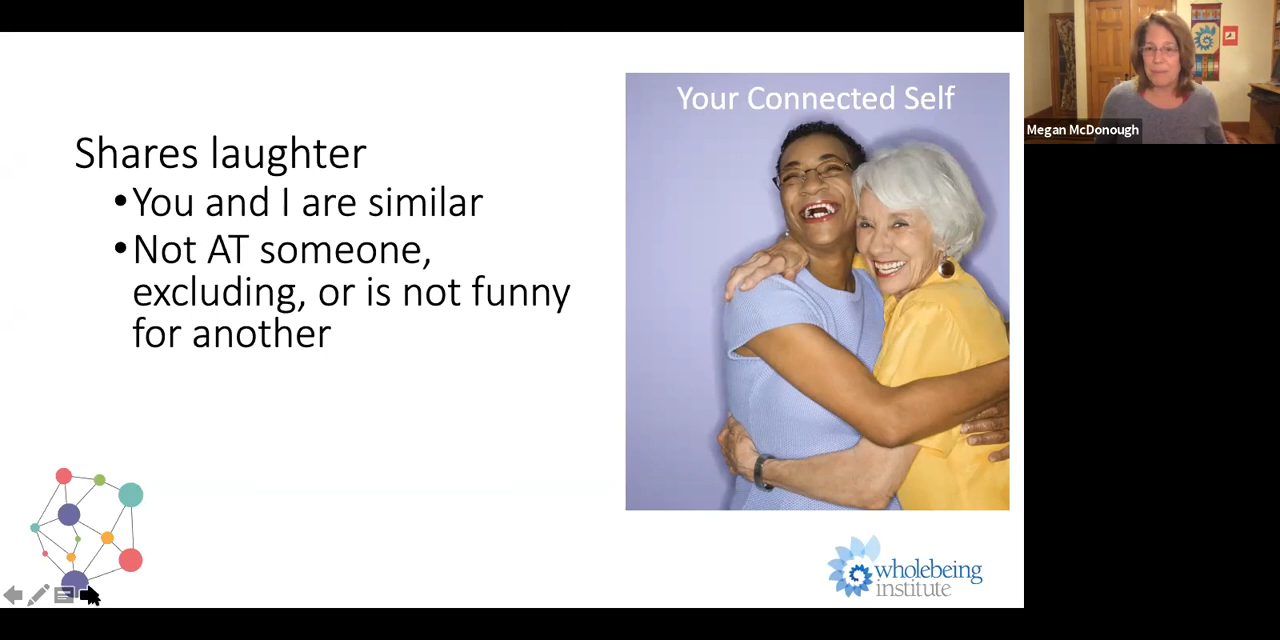 Your Connected Self
Shares laughter
•You and I are similar
•Not AT someone,
excluding, or is not funny
for another
wholebeing
institute
Megan McDonough